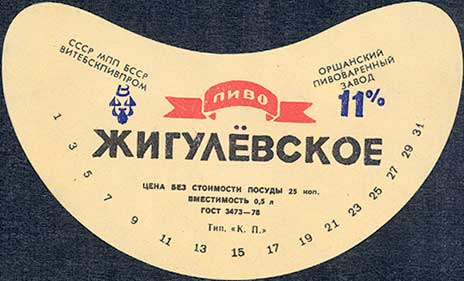 СССР МПП БССР
ВИТЕБСКПИВПРОМ
ОРШАНСКИЙ
ПИВОВАРЕННЫЙ
ЗАВОД
11%
ПИВО
ЖИГУЛЁВСКОЕ
ЦЕНА БЕЗ СТОИМОСТИ ПОСУДЫ 25 коп.
ВМЕСТИМОСТЬ 0,5 л
ГОСТ 3473—78
Тип. «К. П.»
1 3 5 7 9 11 13 15 17 19 21 23 25 27 29 31